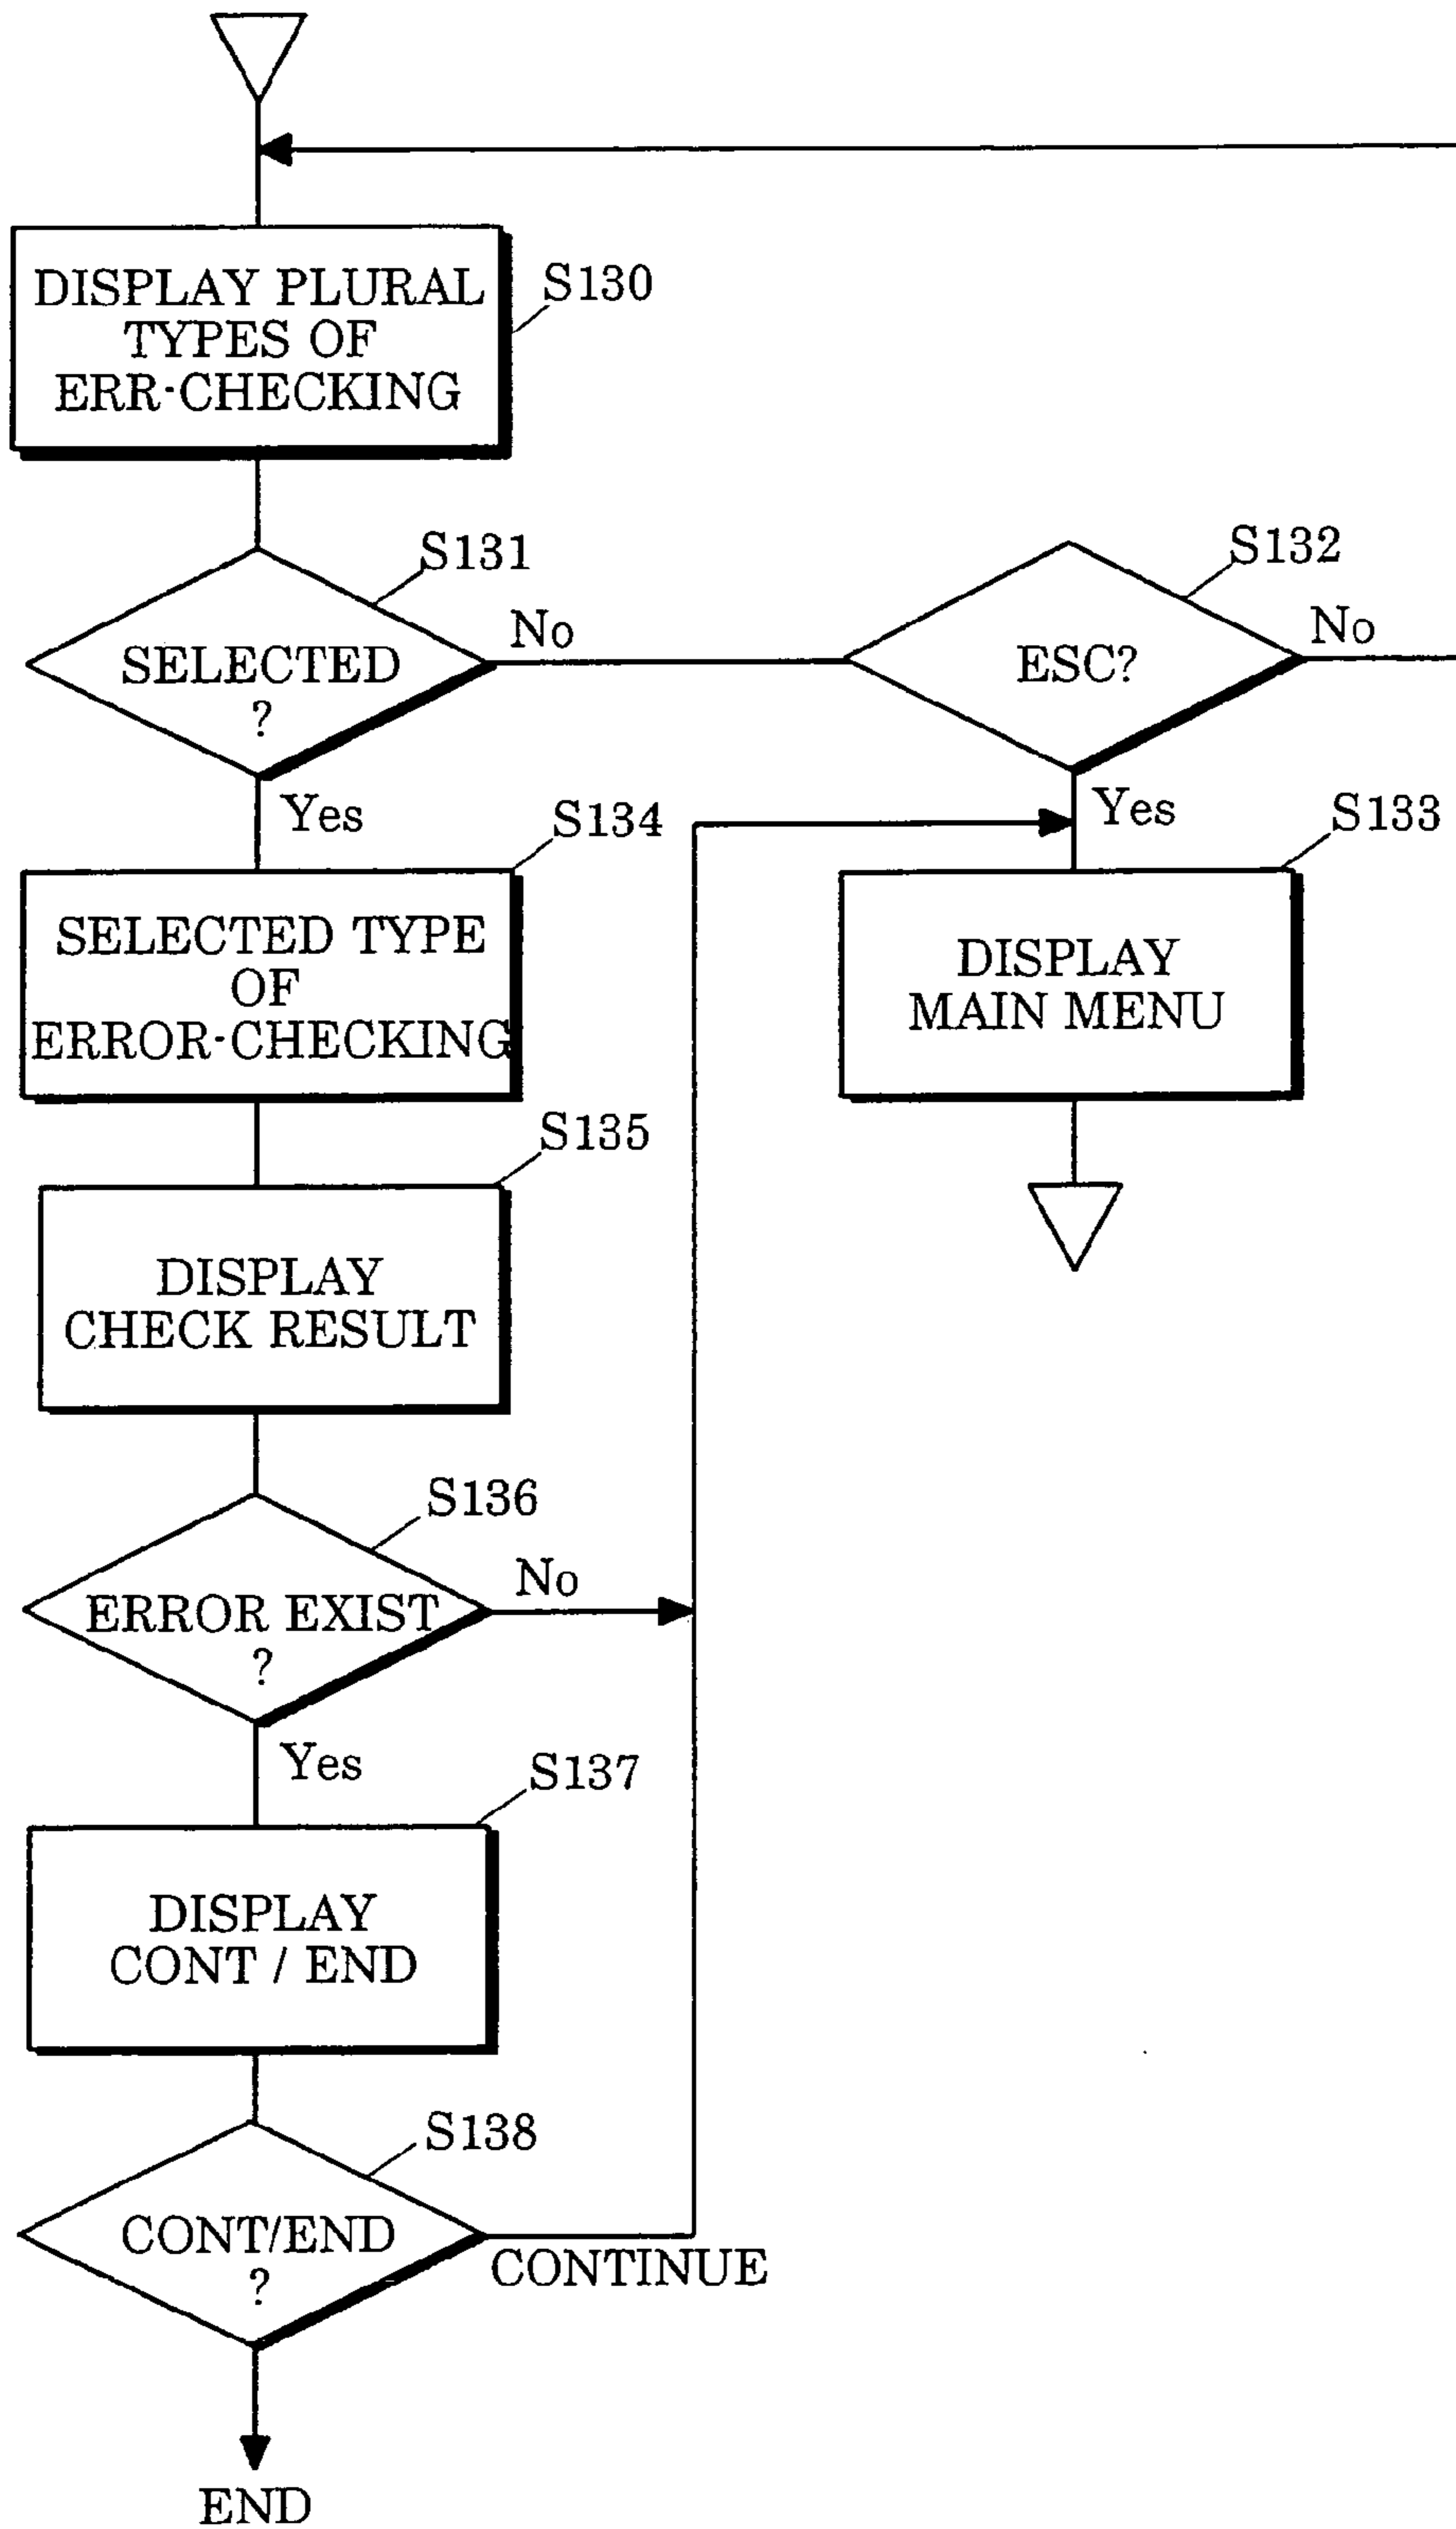 DISPLAY PLURAL
TYPES OF
ERR-CHECKING
S130
S131
SELECTED
?
No
S132
ESC?
No
Yes
Yes
S134
SELECTED TYPE
OF
ERROR-CHECKING
S133
DISPLAY
MAIN MENU
S135
DISPLAY
CHECK RESULT
S136
ERROR EXIST
?
No
Yes
S137
DISPLAY
CONT / END
S138
CONT/END
?
CONTINUE
END